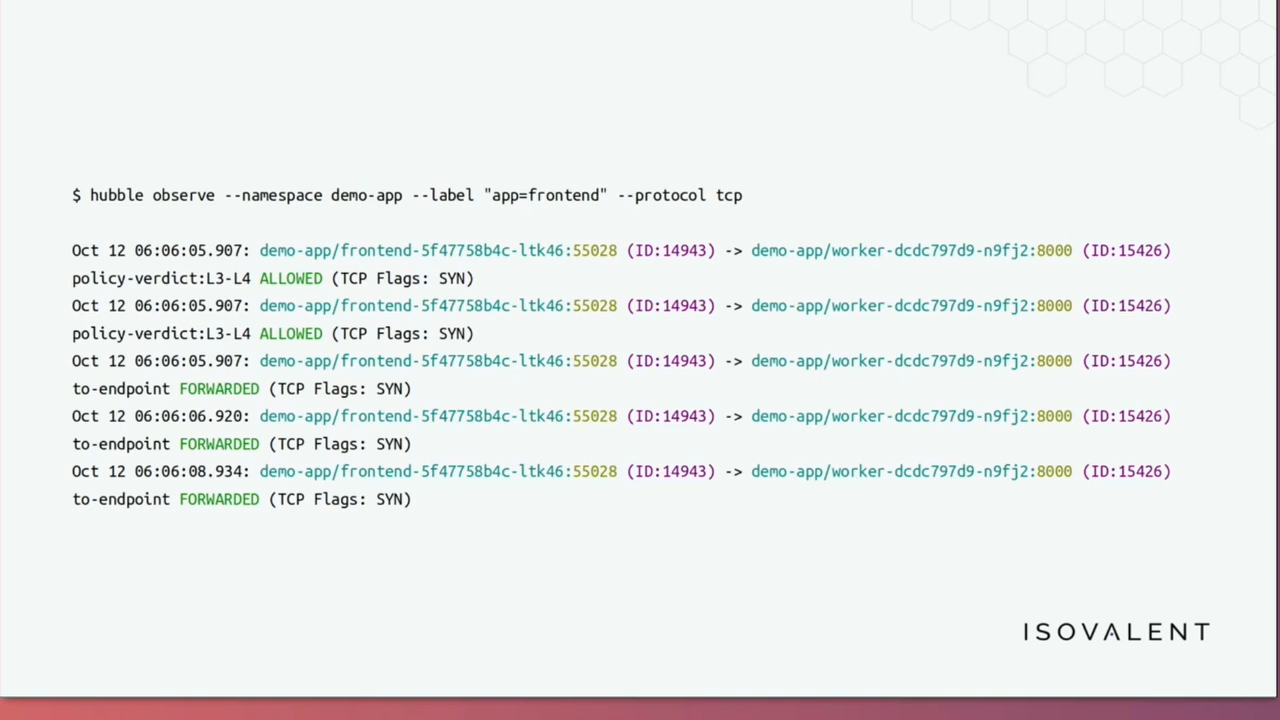 $ hubble observe --namespace demo-app --label "app=frontend" --protocol tcp
Oct 12 06:06:05.907: demo-app/frontend-5f47758b4c-ltk46:55028 (ID:14943) -> demo-app/worker-dcdc797d9-n9fj2:8000 (ID:15426)
policy-verdict:L3-L4 ALLOWED (TCP Flags: SYN)
Oct 12 06:06:05.907: demo-app/frontend-5f47758b4c-ltk46:55028 (ID:14943) -> demo-app/worker-dcdc797d9-n9fj2:8000 (ID:15426)
policy-verdict:L3-L4 ALLOWED (TCP Flags: SYN)
Oct 12 06:06:05.907: demo-app/frontend-5f47758b4c-ltk46:55028 (ID:14943) -> demo-app/worker-dcdc797d9-n9fj2:8000 (ID:15426)
to-endpoint FORWARDED (TCP Flags: SYN)
Oct 12 06:06:06.920: demo-app/frontend-5f47758b4c-ltk46:55028 (ID:14943) -> demo-app/worker-dcdc797d9-n9fj2:8000 (ID:15426)
to-endpoint FORWARDED (TCP Flags: SYN)
Oct 12 06:06:08.934: demo-app/frontend-5f47758b4c-ltk46:55028 (ID:14943) -> demo-app/worker-dcdc797d9-n9fj2:8000 (ID:15426)
to-endpoint FORWARDED (TCP Flags: SYN)
ISOVALENT